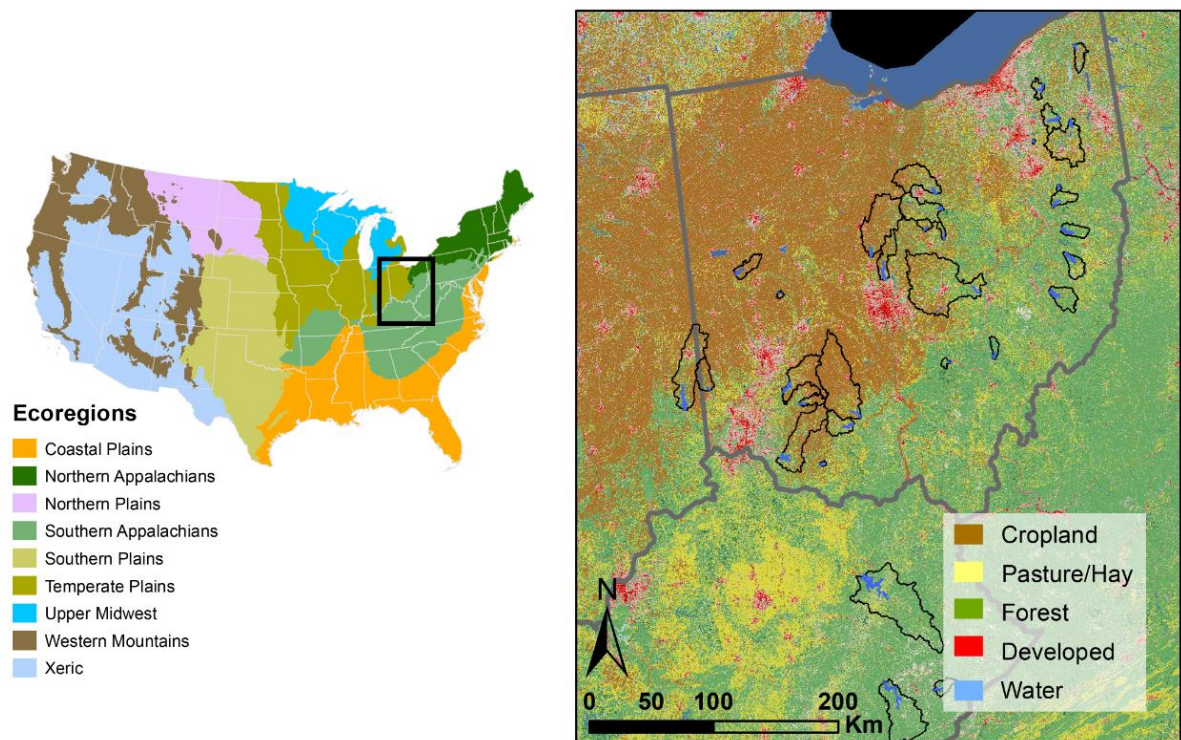 Ecoregions
Coastal Plains
Northern Appalachians
Northern Plains
Southern Appalachians
Southern Plains
Temperate Plains
Upper Midwest
Western Mountains
Xeric
Cropland
Pasture/Hay
Forest
Developed
Water
N
0 50 100 200
Km